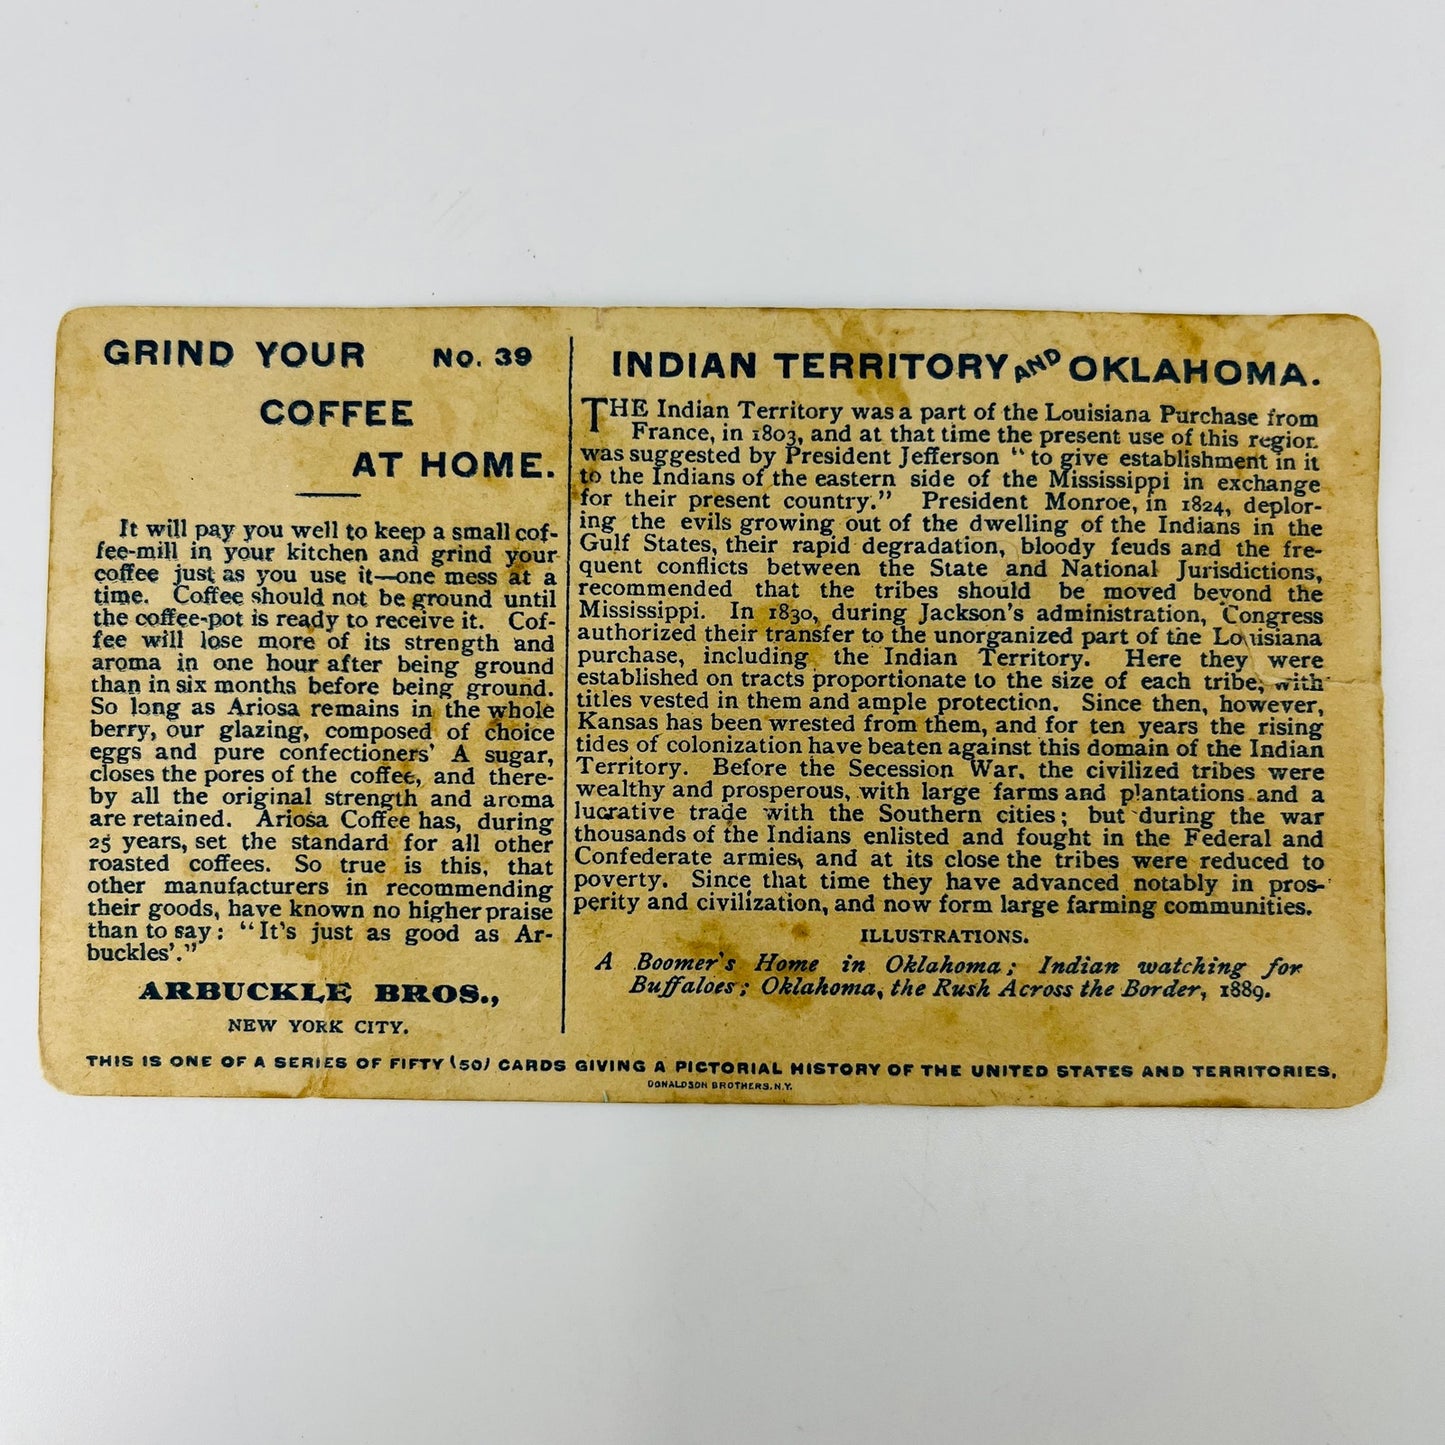 GRIND YOUR No. 39
COFFEE
AT HOME.
It will pay you well to keep a small cof-
fee-mill in your kitchen and grind your
coffee just as you use it—one mess at a
time. Coffee should not be ground until
the coffee-pot is ready to receive it. Cof-
fee will lose more of its strength and
aroma in one hour after being ground
than in six months before being ground.
So long as Ariosa remains in the whole
berry, our glazing, composed of choice
eggs and pure confectioners' A sugar,
closes the pores of the coffee, and there-
by all the original strength and aroma
are retained. Ariosa Coffee has, during
25 years, set the standard for all other
roasted coffees. So true is this, that
other manufacturers in recommending
their goods, have known no higher praise
than to say: "It's just as good as Ar-
buckles'."
ARBUCKLE BROS.,
NEW YORK CITY.
INDIAN TERRITORY AND OKLAHOMA.
THE Indian Territory was a part of the Louisiana Purchase from
France, in 1803, and at that time the present use of this region
was suggested by President Jefferson "to give establishment in it
to the Indians of the eastern side of the Mississippi in exchange
for their present country." President Monroe, in 1824, deplor-
ing the evils growing out of the dwelling of the Indians in the
Gulf States, their rapid degradation, bloody feuds and the fre-
quent conflicts between the State and National Jurisdictions,
recommended that the tribes should be moved beyond the
Mississippi. In 1830, during Jackson's administration, Congress
authorized their transfer to the unorganized part of the Louisiana
purchase, including the Indian Territory. Here they were
established on tracts proportionate to the size of each tribe, with
titles vested in them and ample protection. Since then, however,
Kansas has been wrested from them, and for ten years the rising
tides of colonization have beaten against this domain of the Indian
Territory. Before the Secession War, the civilized tribes were
wealthy and prosperous, with large farms and plantations and a
lucrative trade with the Southern cities; but during the war
thousands of the Indians enlisted and fought in the Federal and
Confederate armies, and at its close the tribes were reduced to
poverty. Since that time they have advanced notably in pros-
perity and civilization, and now form large farming communities.
ILLUSTRATIONS.
A Boomer's Home in Oklahoma; Indian watching for
Buffaloes; Oklahoma, the Rush Across the Border, 1889.
THIS IS ONE OF A SERIES OF FIFTY (50) CARDS GIVING A PICTORIAL HISTORY OF THE UNITED STATES AND TERRITORIES.
DONALDSON BROTHERS, N.Y.